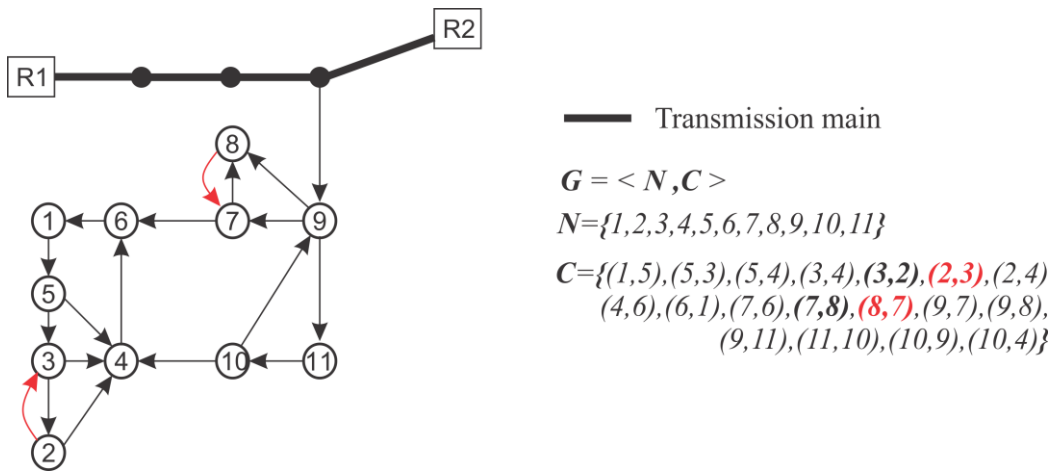 R2
R1
8
1
6
7
9
5
3
4
10
11
2
Transmission main
G = < N ,C >
N={1,2,3,4,5,6,7,8,9,10,11}
C={(1,5),(5,3),(5,4),(3,4),(3,2),(2,3),(2,4)
(4,6),(6,1),(7,6),(7,8),(8,7),(9,7),(9,8),
(9,11),(11,10),(10,9),(10,4)}